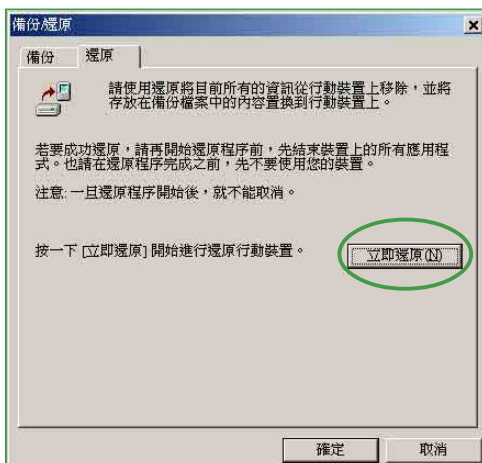 備份/還原
備份 還原
請使用還原將目前所有的資訊從行動裝置上移除，並將
存放在備份檔案中的內容置換到行動裝置上。
若要成功還原，請再開始還原程序前，先結束裝置上的所有應用程
式。也請在還原程序完成之前，先不要使用您的裝置。
注意:一旦還原程序開始後，就不能取消。
按一下 [立即還原] 開始進行還原行動裝置。 立即還原(N)
確定 取消